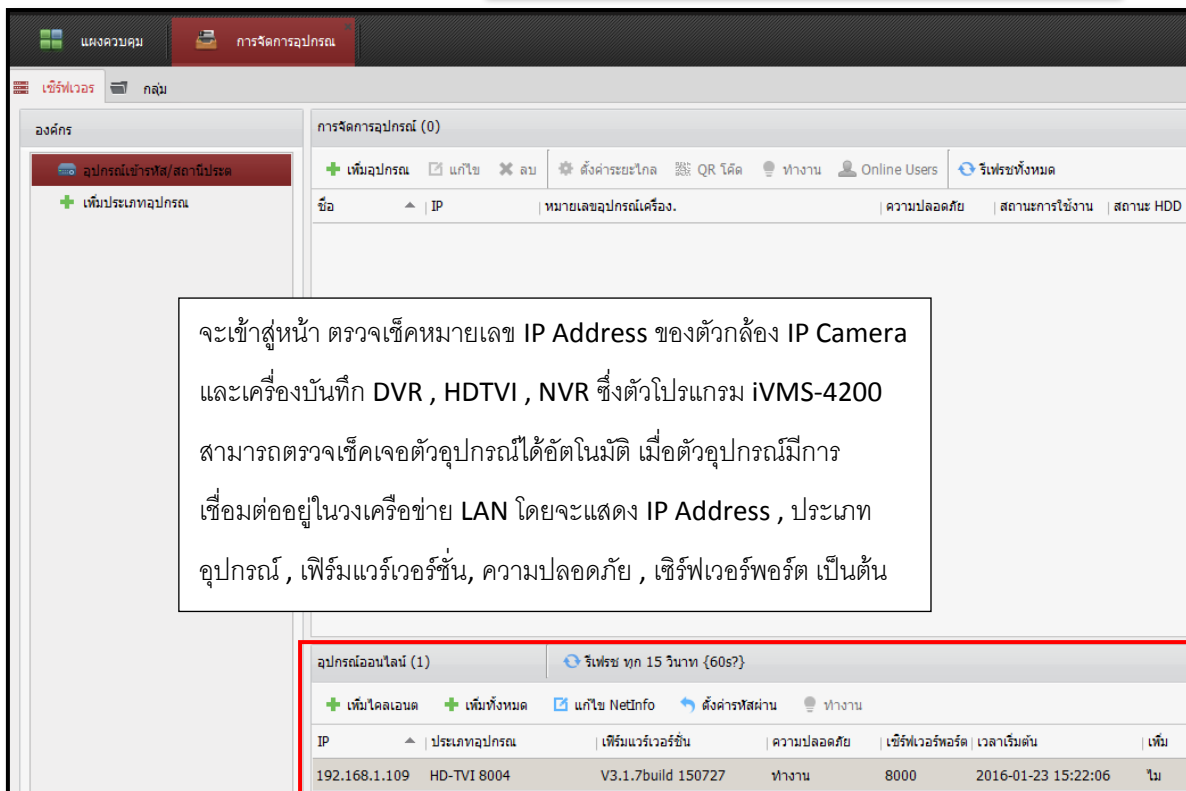 แผงควบคุม การจัดการอุปกรณ์
เซิร์ฟเวอร์ กลุ่ม
องค์กร
อุปกรณ์เข้ารหัส/สถานีประต
เพิ่มประเภทอุปกรณ
การจัดการอุปกรณ์ (0)
เพิ่มอุปกรณ แก้ไข ลบ ตั้งค่าระยะไกล QR โค้ด ทำงาน Online Users รีเฟรชทั้งหมด
ชื่อ IP หมายเลขอุปกรณ์เครื่อง. ความปลอดภัย สถานะการใช้งาน สถานะ HDD
จะเข้าสู่หน้า ตรวจเช็คหมายเลข IP Address ของตัวกล้อง IP Camera
และเครื่องบันทึก DVR , HDTVI , NVR ซึ่งตัวโปรแกรม iVMS-4200
สามารถตรวจเช็คเจอตัวอุปกรณ์ได้อัตโนมัติ เมื่อตัวอุปกรณ์มีการ
เชื่อมต่ออยู่ในวงเครือข่าย LAN โดยจะแสดง IP Address , ประเภท
อุปกรณ์ , เฟิร์มแวร์เวอร์ชั่น, ความปลอดภัย , เซิร์ฟเวอร์พอร์ต เป็นต้น
อุปกรณ์ออนไลน์ (1) รีเฟรช ทุก 15 วินาท {60s?}
เพิ่มไคลเอนต เพิ่มทั้งหมด แก้ไข NetInfo ตั้งค่ารหัสผ่าน ทำงาน
IP ประเภทอุปกรณ เฟิร์มแวร์เวอร์ชั่น ความปลอดภัย เซิร์ฟเวอร์พอร์ต เวลาเริ่มต้น เพิ่ม
192.168.1.109 HD-TVI 8004 V3.1.7build 150727 ทำงาน 8000 2016-01-23 15:22:06 ไม